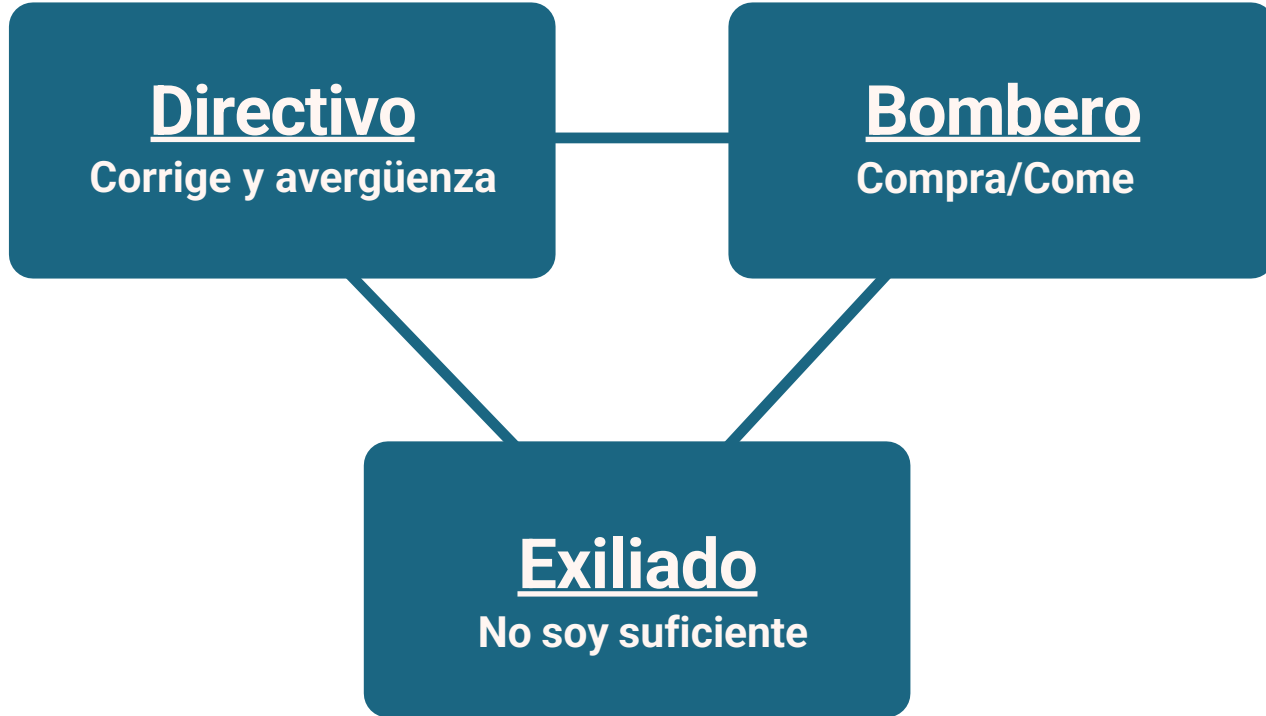 Directivo
Corrige y avergüenza
Bombero
Compra/Come
Exiliado
No soy suficiente